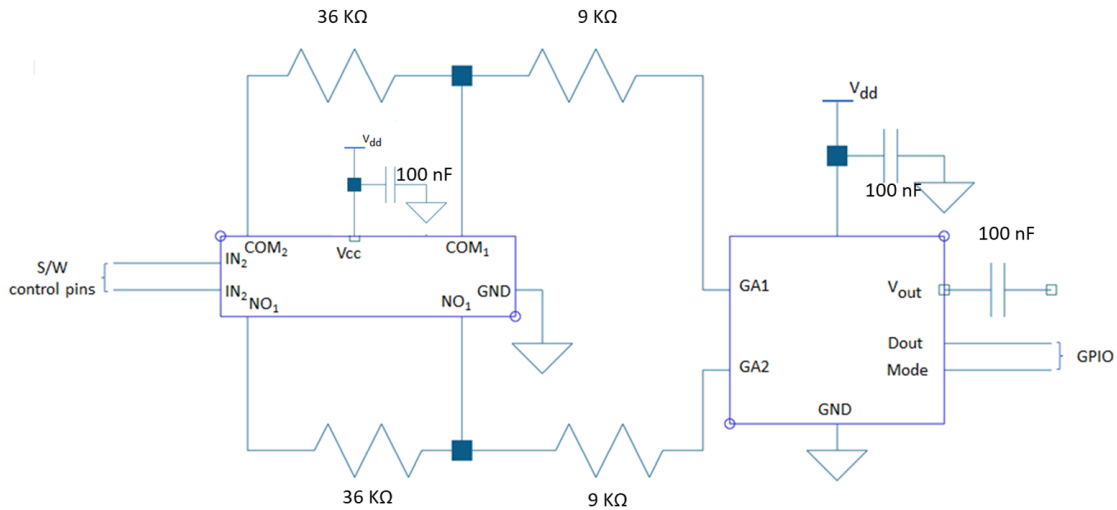 36 KΩ
9 KΩ
Vdd
Vdd
100 nF
100 nF
100 nF
COM2
Vcc
COM1
S/W
control pins
IN2
IN2
NO1
NO1
GND
GA1
Vout
Dout
GPIO
GA2
Mode
GND
36 KΩ
9 KΩ